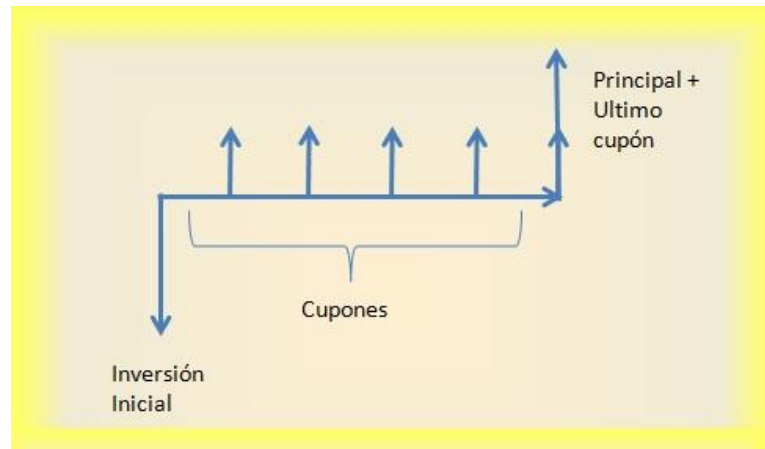 Principal +
Ultimo
cupón
Cupones
Inversión
Inicial